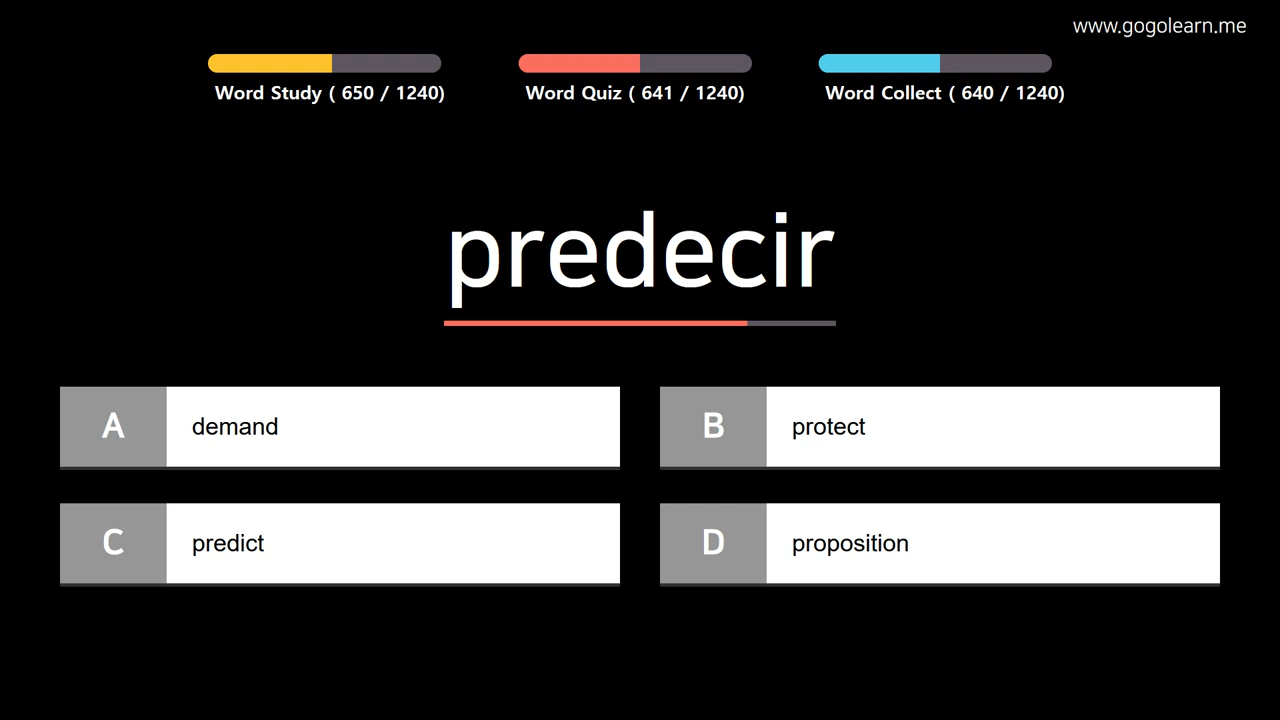 www.gogolearn.me
Word Study ( 650 / 1240)
Word Quiz ( 641 / 1240)
Word Collect ( 640 / 1240)
predecir
A demand
B protect
C predict
D proposition